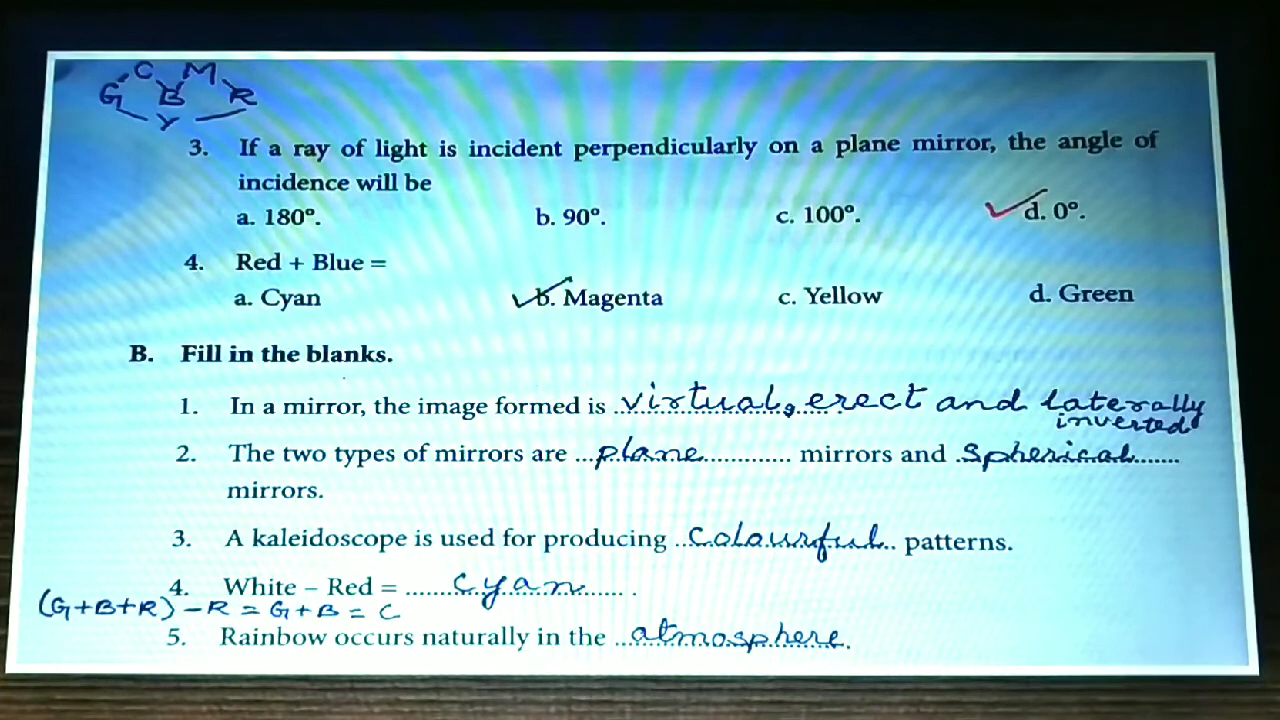 C M
G B R
Y
3. If a ray of light is incident perpendicularly on a plane mirror, the angle of
incidence will be
a. 180°. b. 90°. c. 100°. d. 0°.
4. Red + Blue =
a. Cyan b. Magenta c. Yellow d. Green
B. Fill in the blanks.
1. In a mirror, the image formed is virtual, erect and laterally
inverted
2. The two types of mirrors are ...plane............ mirrors and .Spherical.......
mirrors.
3. A kaleidoscope is used for producing ..colourful.. patterns.
4. White – Red = .......cyan...... .
(G+B+R) – R = G+B = C
5. Rainbow occurs naturally in the ..atmosphere.